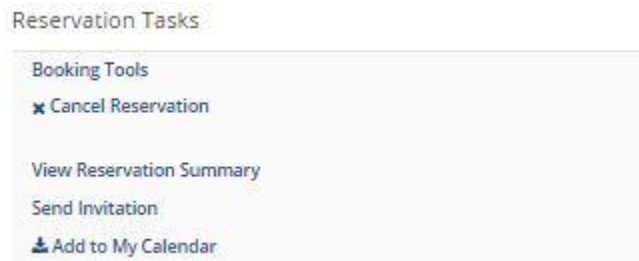 Reservation Tasks
Booking Tools
Cancel Reservation
View Reservation Summary
Send Invitation
Add to My Calendar